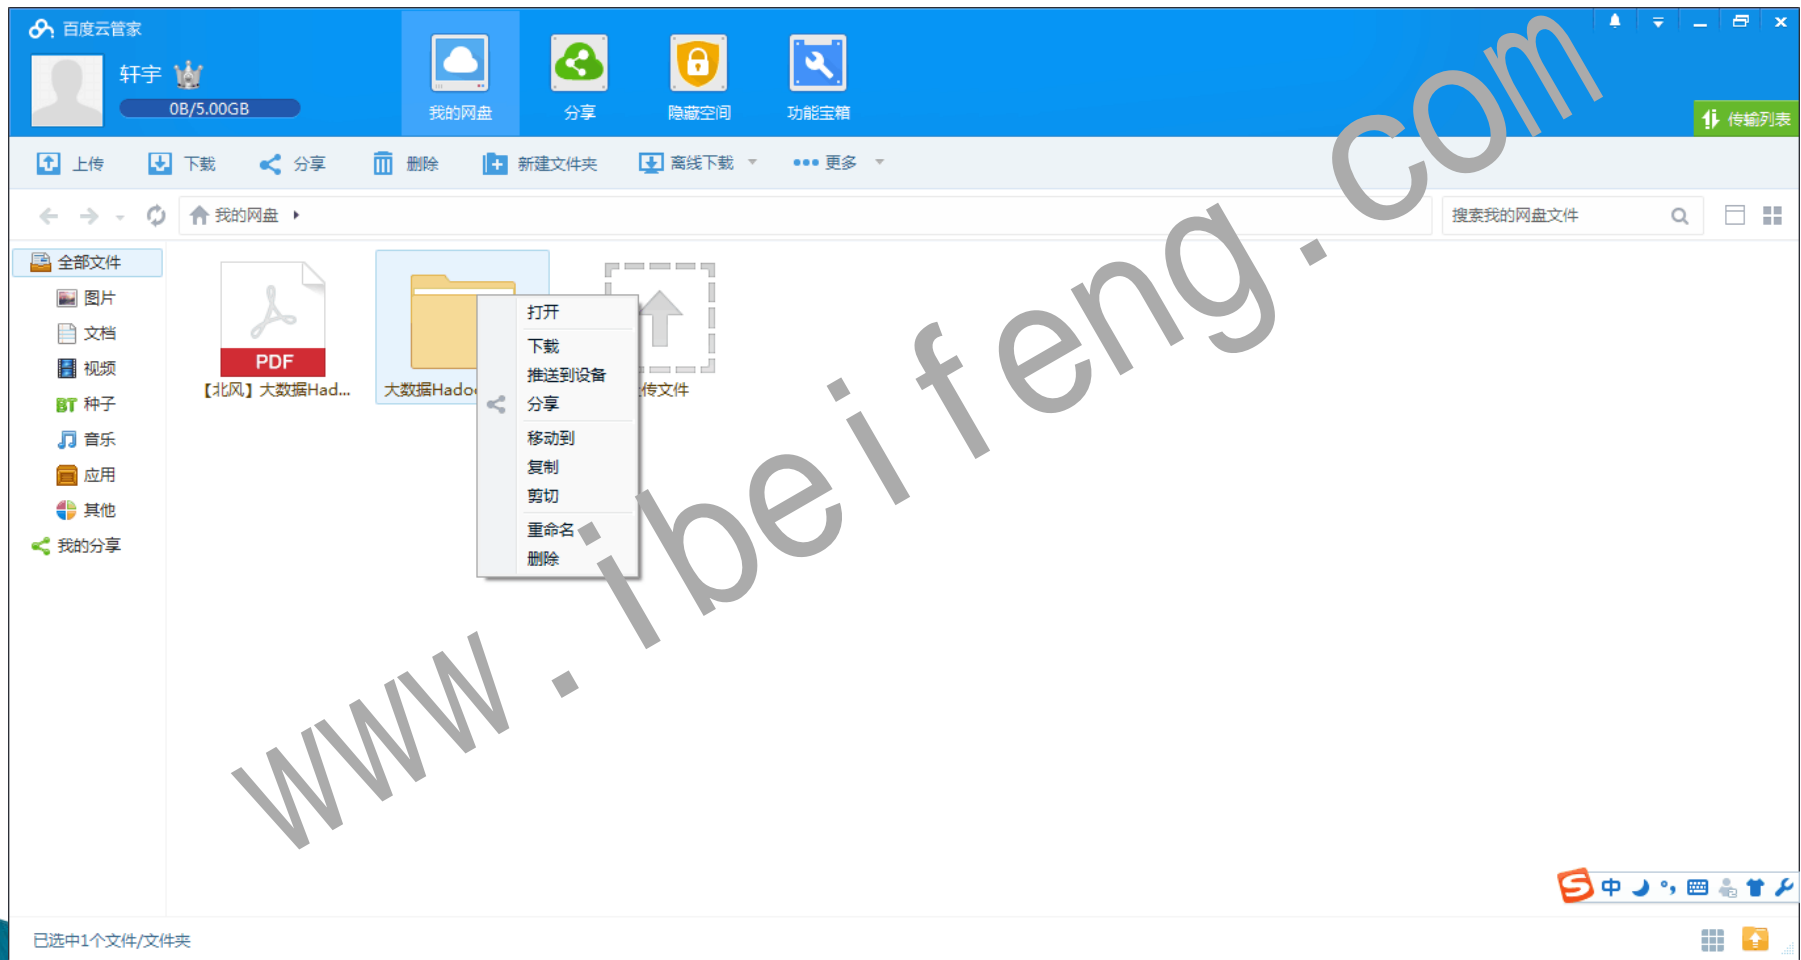 百度云管家
轩宇
0B/5.00GB
我的网盘
分享
隐藏空间
功能宝箱
传输列表
上传
下载
分享
删除
新建文件夹
离线下载
更多
我的网盘
搜索我的网盘文件
全部文件
图片
文档
视频
BT 种子
音乐
应用
其他
我的分享
PDF
【北风】大数据Had...
大数据Hadoo
传文件
打开
下载
推送到设备
分享
移动到
复制
剪切
重命名
删除
www.ibeifeng.com
中
已选中1个文件/文件夹